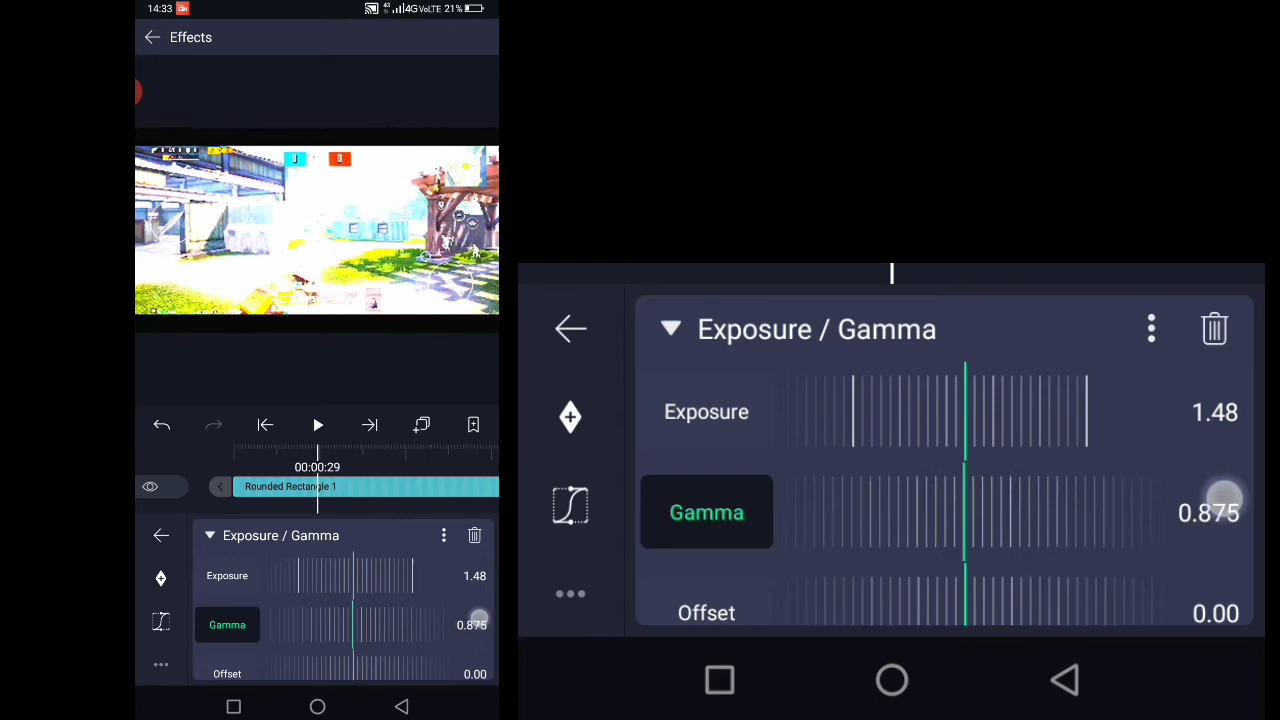 14:33
4G 4G VoLTE 21%
Effects
00:00:29
Rounded Rectangle 1
Exposure / Gamma
Exposure 1.48
Gamma 0.875
Offset 0.00
Exposure / Gamma
Exposure 1.48
Gamma 0.875
Offset 0.00